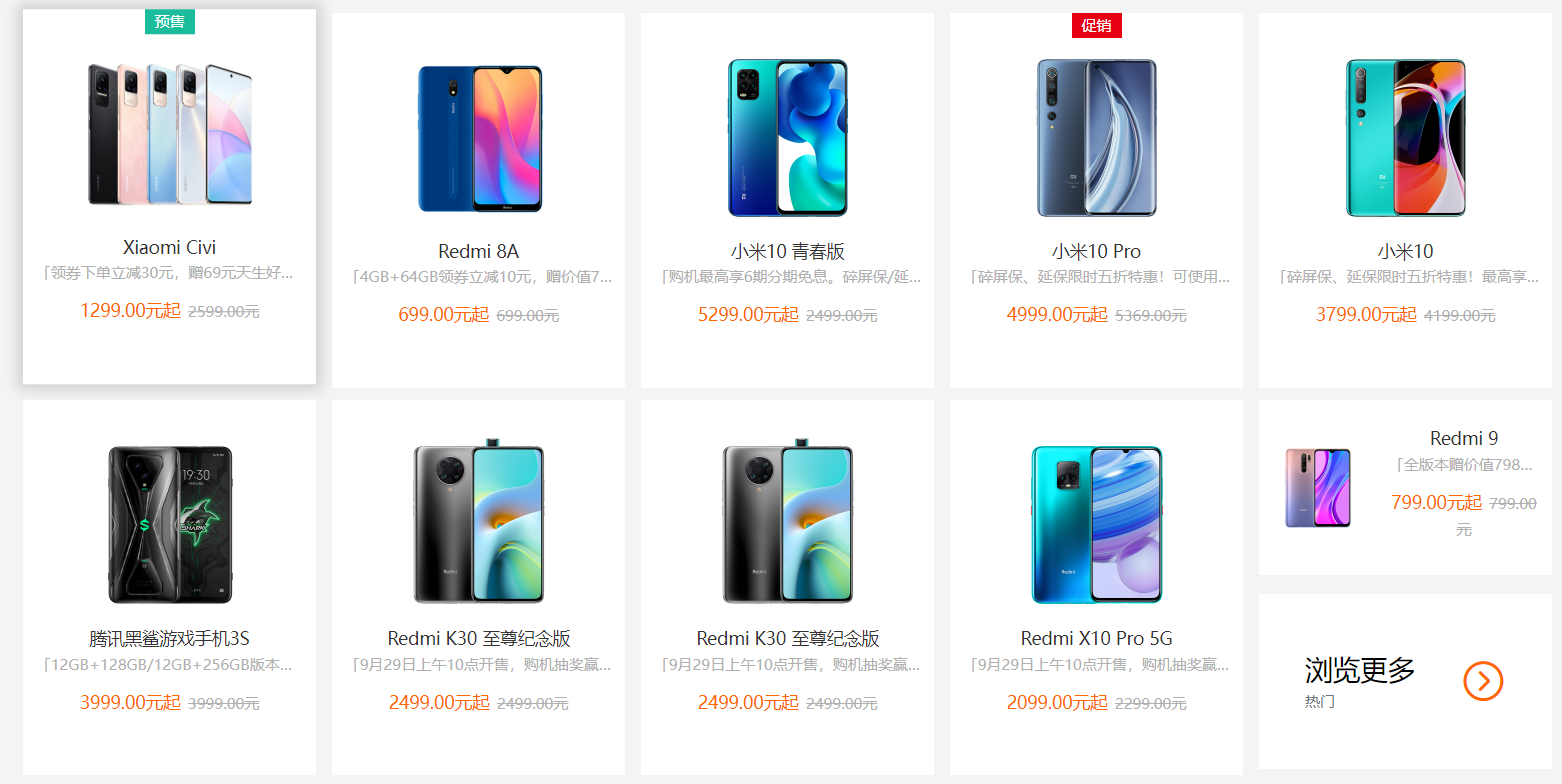 预售
Xiaomi Civi
「领券下单立减30元，赠69元天生好...
1299.00元起 2599.00元
Redmi 8A
「4GB+64GB领券立减10元，赠价值7...
699.00元起 699.00元
小米10 青春版
「购机最高享6期分期免息。碎屏保/延...
5299.00元起 2499.00元
促销
小米10 Pro
「碎屏保、延保限时五折特惠！可使用...
4999.00元起 5369.00元
小米10
「碎屏保、延保限时五折特惠！最高享...
3799.00元起 4199.00元
19:30
SHARK
腾讯黑鲨游戏手机3S
「12GB+128GB/12GB+256GB版本...
3999.00元起 3999.00元
Redmi
Redmi K30 至尊纪念版
「9月29日上午10点开售，购机抽奖赢...
2499.00元起 2499.00元
Redmi
Redmi K30 至尊纪念版
「9月29日上午10点开售，购机抽奖赢...
2499.00元起 2499.00元
Redmi
Redmi X10 Pro 5G
「9月29日上午10点开售，购机抽奖赢...
2099.00元起 2299.00元
Redmi 9
「全版本赠价值798...
799.00元起 799.00
元
浏览更多
热门